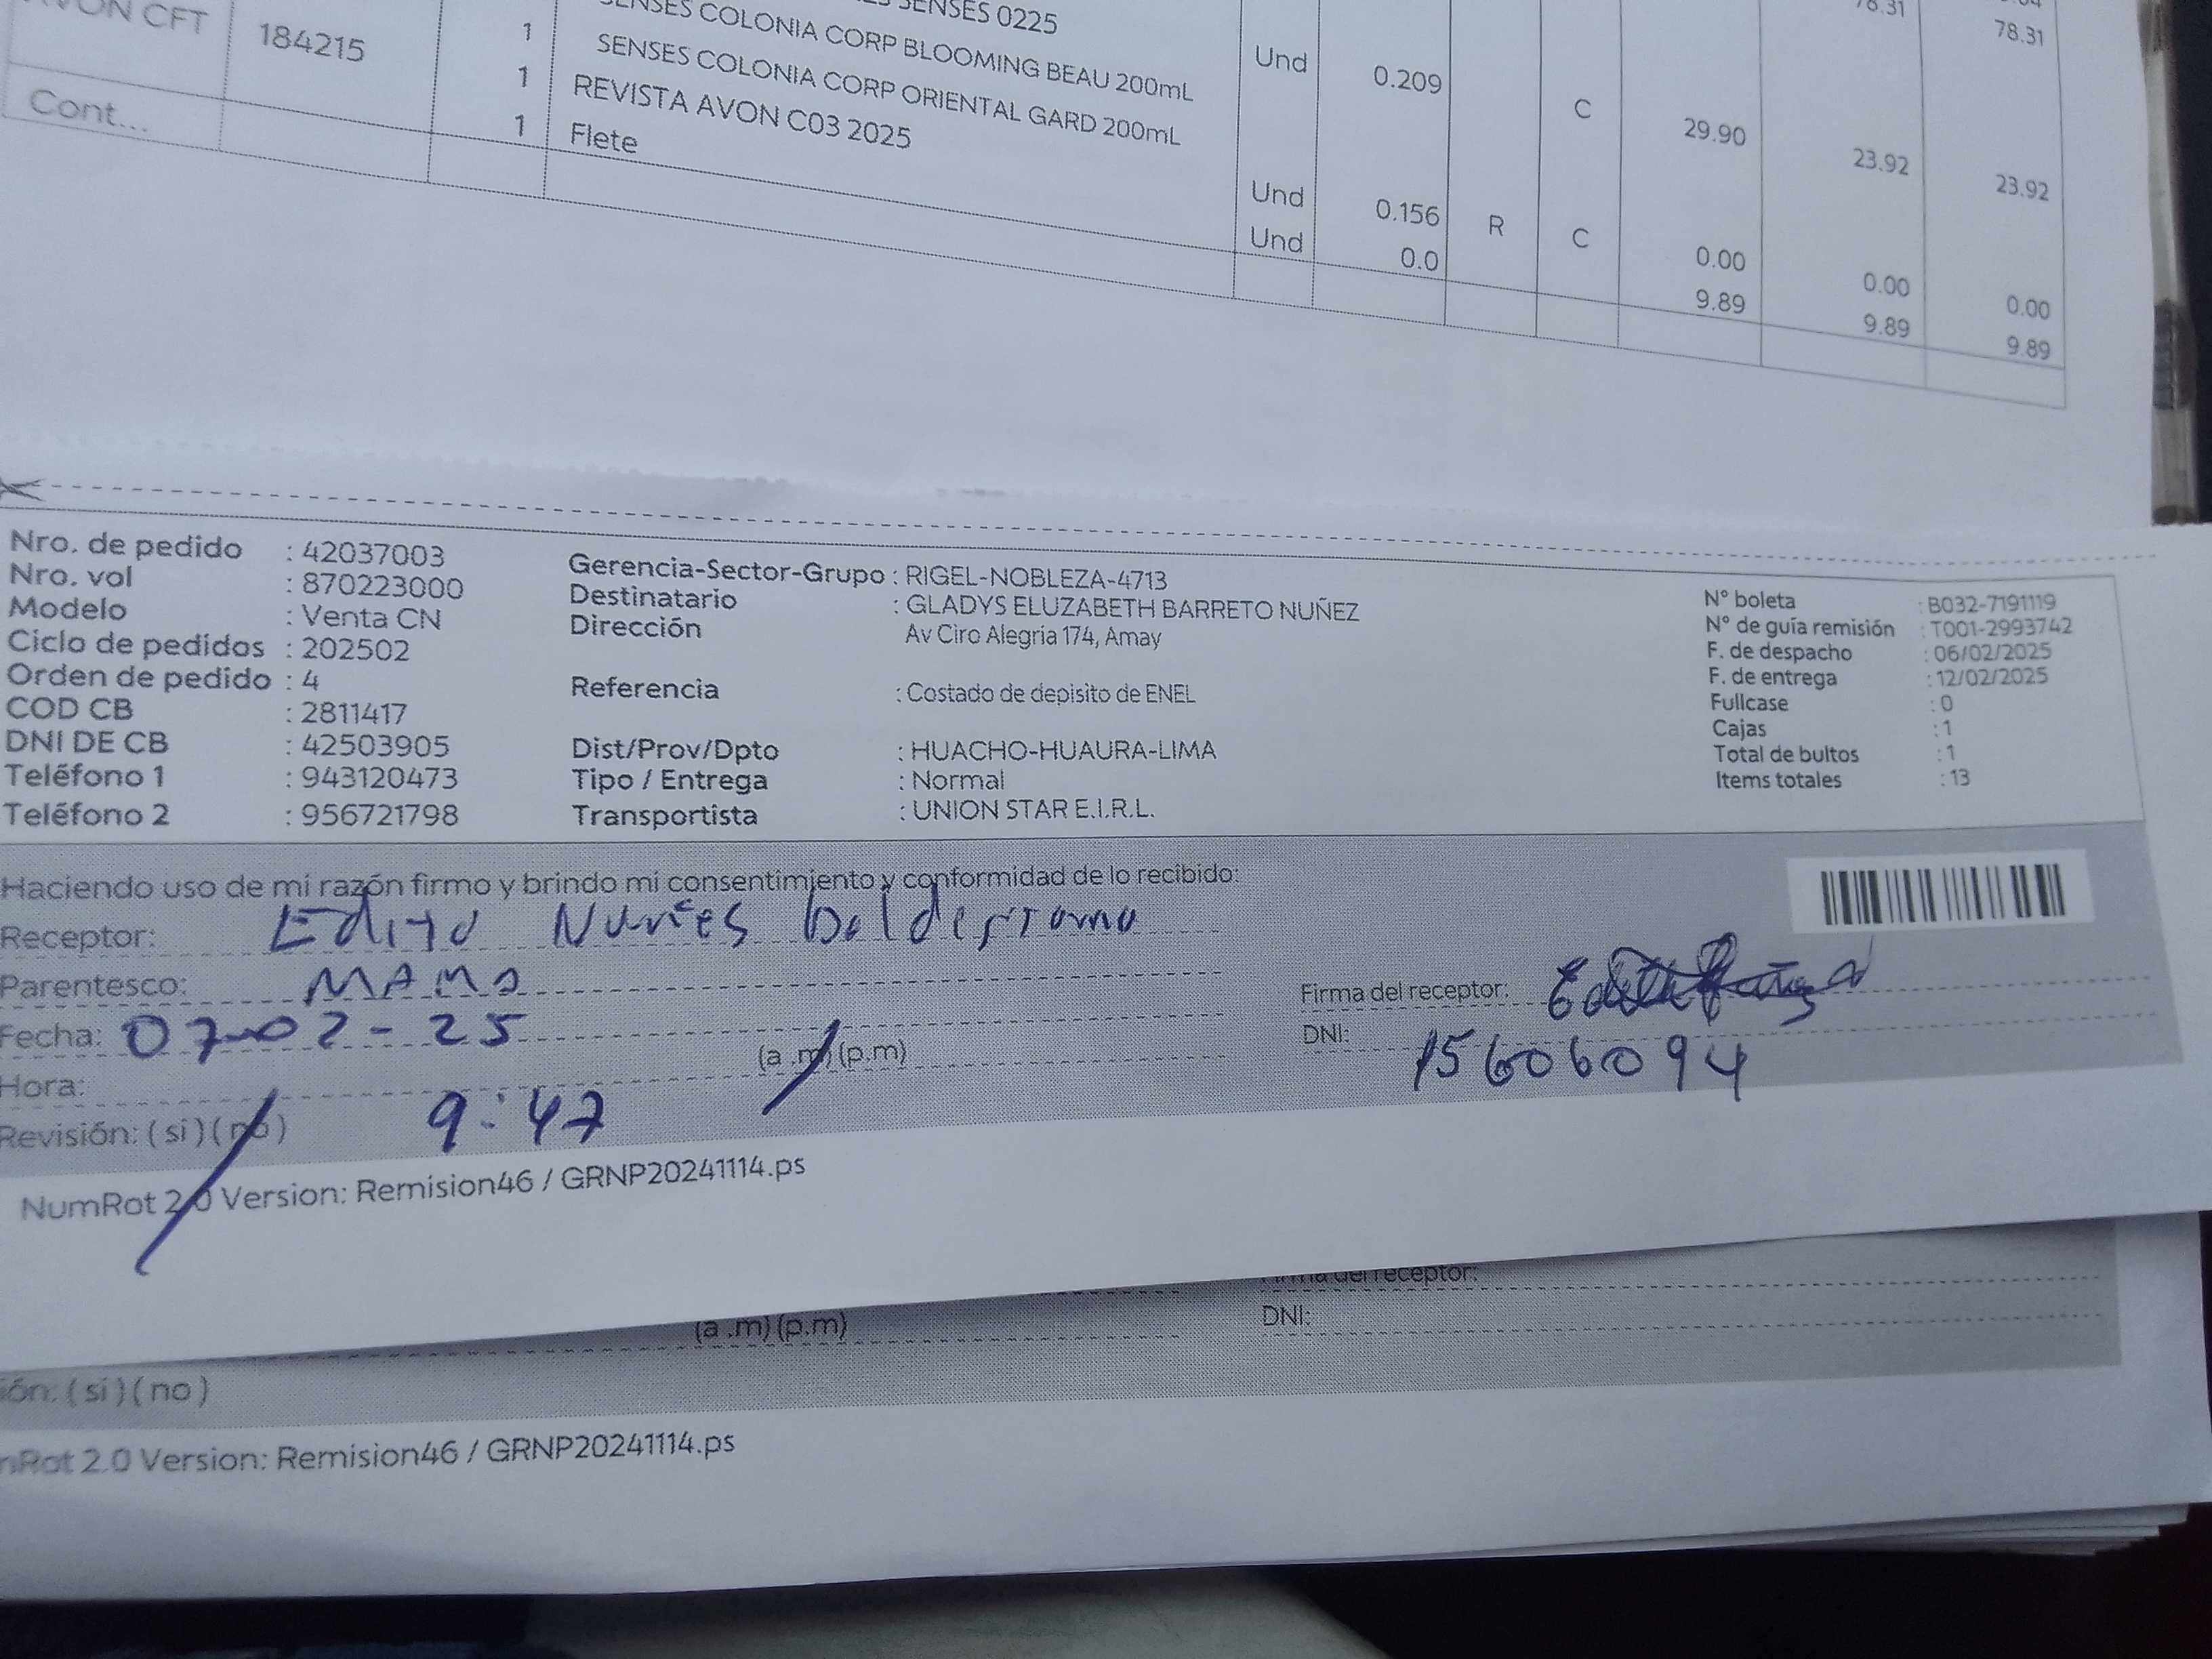 SENSES 0225
SENSES COLONIA CORP BLOOMING BEAU 200mL
CFT 184215 1 SENSES COLONIA CORP ORIENTAL GARD 200mL Und 0.209 C 29.90 23.92 23.92
1 REVISTA AVON C03 2025 Und 0.156 R C 0.00 0.00 0.00
1 Flete Und 0.0 9.89 9.89 9.89
78.31
78.31
Cont...
Nro. de pedido : 42037003
Nro. vol : 870223000
Modelo : Venta CN
Ciclo de pedidos : 202502
Orden de pedido : 4
COD CB : 2811417
DNI DE CB : 42503905
Teléfono 1 : 943120473
Teléfono 2 : 956721798
Gerencia-Sector-Grupo : RIGEL-NOBLEZA-4713
Destinatario : GLADYS ELUZABETH BARRETO NUÑEZ
Dirección Av Ciro Alegria 174, Amay
Referencia : Costado de depisito de ENEL
Dist/Prov/Dpto : HUACHO-HUAURA-LIMA
Tipo / Entrega : Normal
Transportista : UNION STAR E.I.R.L.
N° boleta : B032-7191119
N° de guía remisión : T001-2993742
F. de despacho : 06/02/2025
F. de entrega : 12/02/2025
Fullcase : 0
Cajas : 1
Total de bultos : 1
Items totales : 13
Haciendo uso de mi razón firmo y brindo mi consentimiento y conformidad de lo recibido:
Receptor: Nuñes
Parentesco: MAMA
Fecha: 07-02-25
Hora: 9:47 (a .m) (p.m)
Revisión: (si) (no)
Firma del receptor:
DNI: 15606094
NumRot 2.0 Version: Remision46 / GRNP20241114.ps
Firma del receptor:
(a .m) (p.m)
DNI:
ión: (si) (no)
nRot 2.0 Version: Remision46 / GRNP20241114.ps